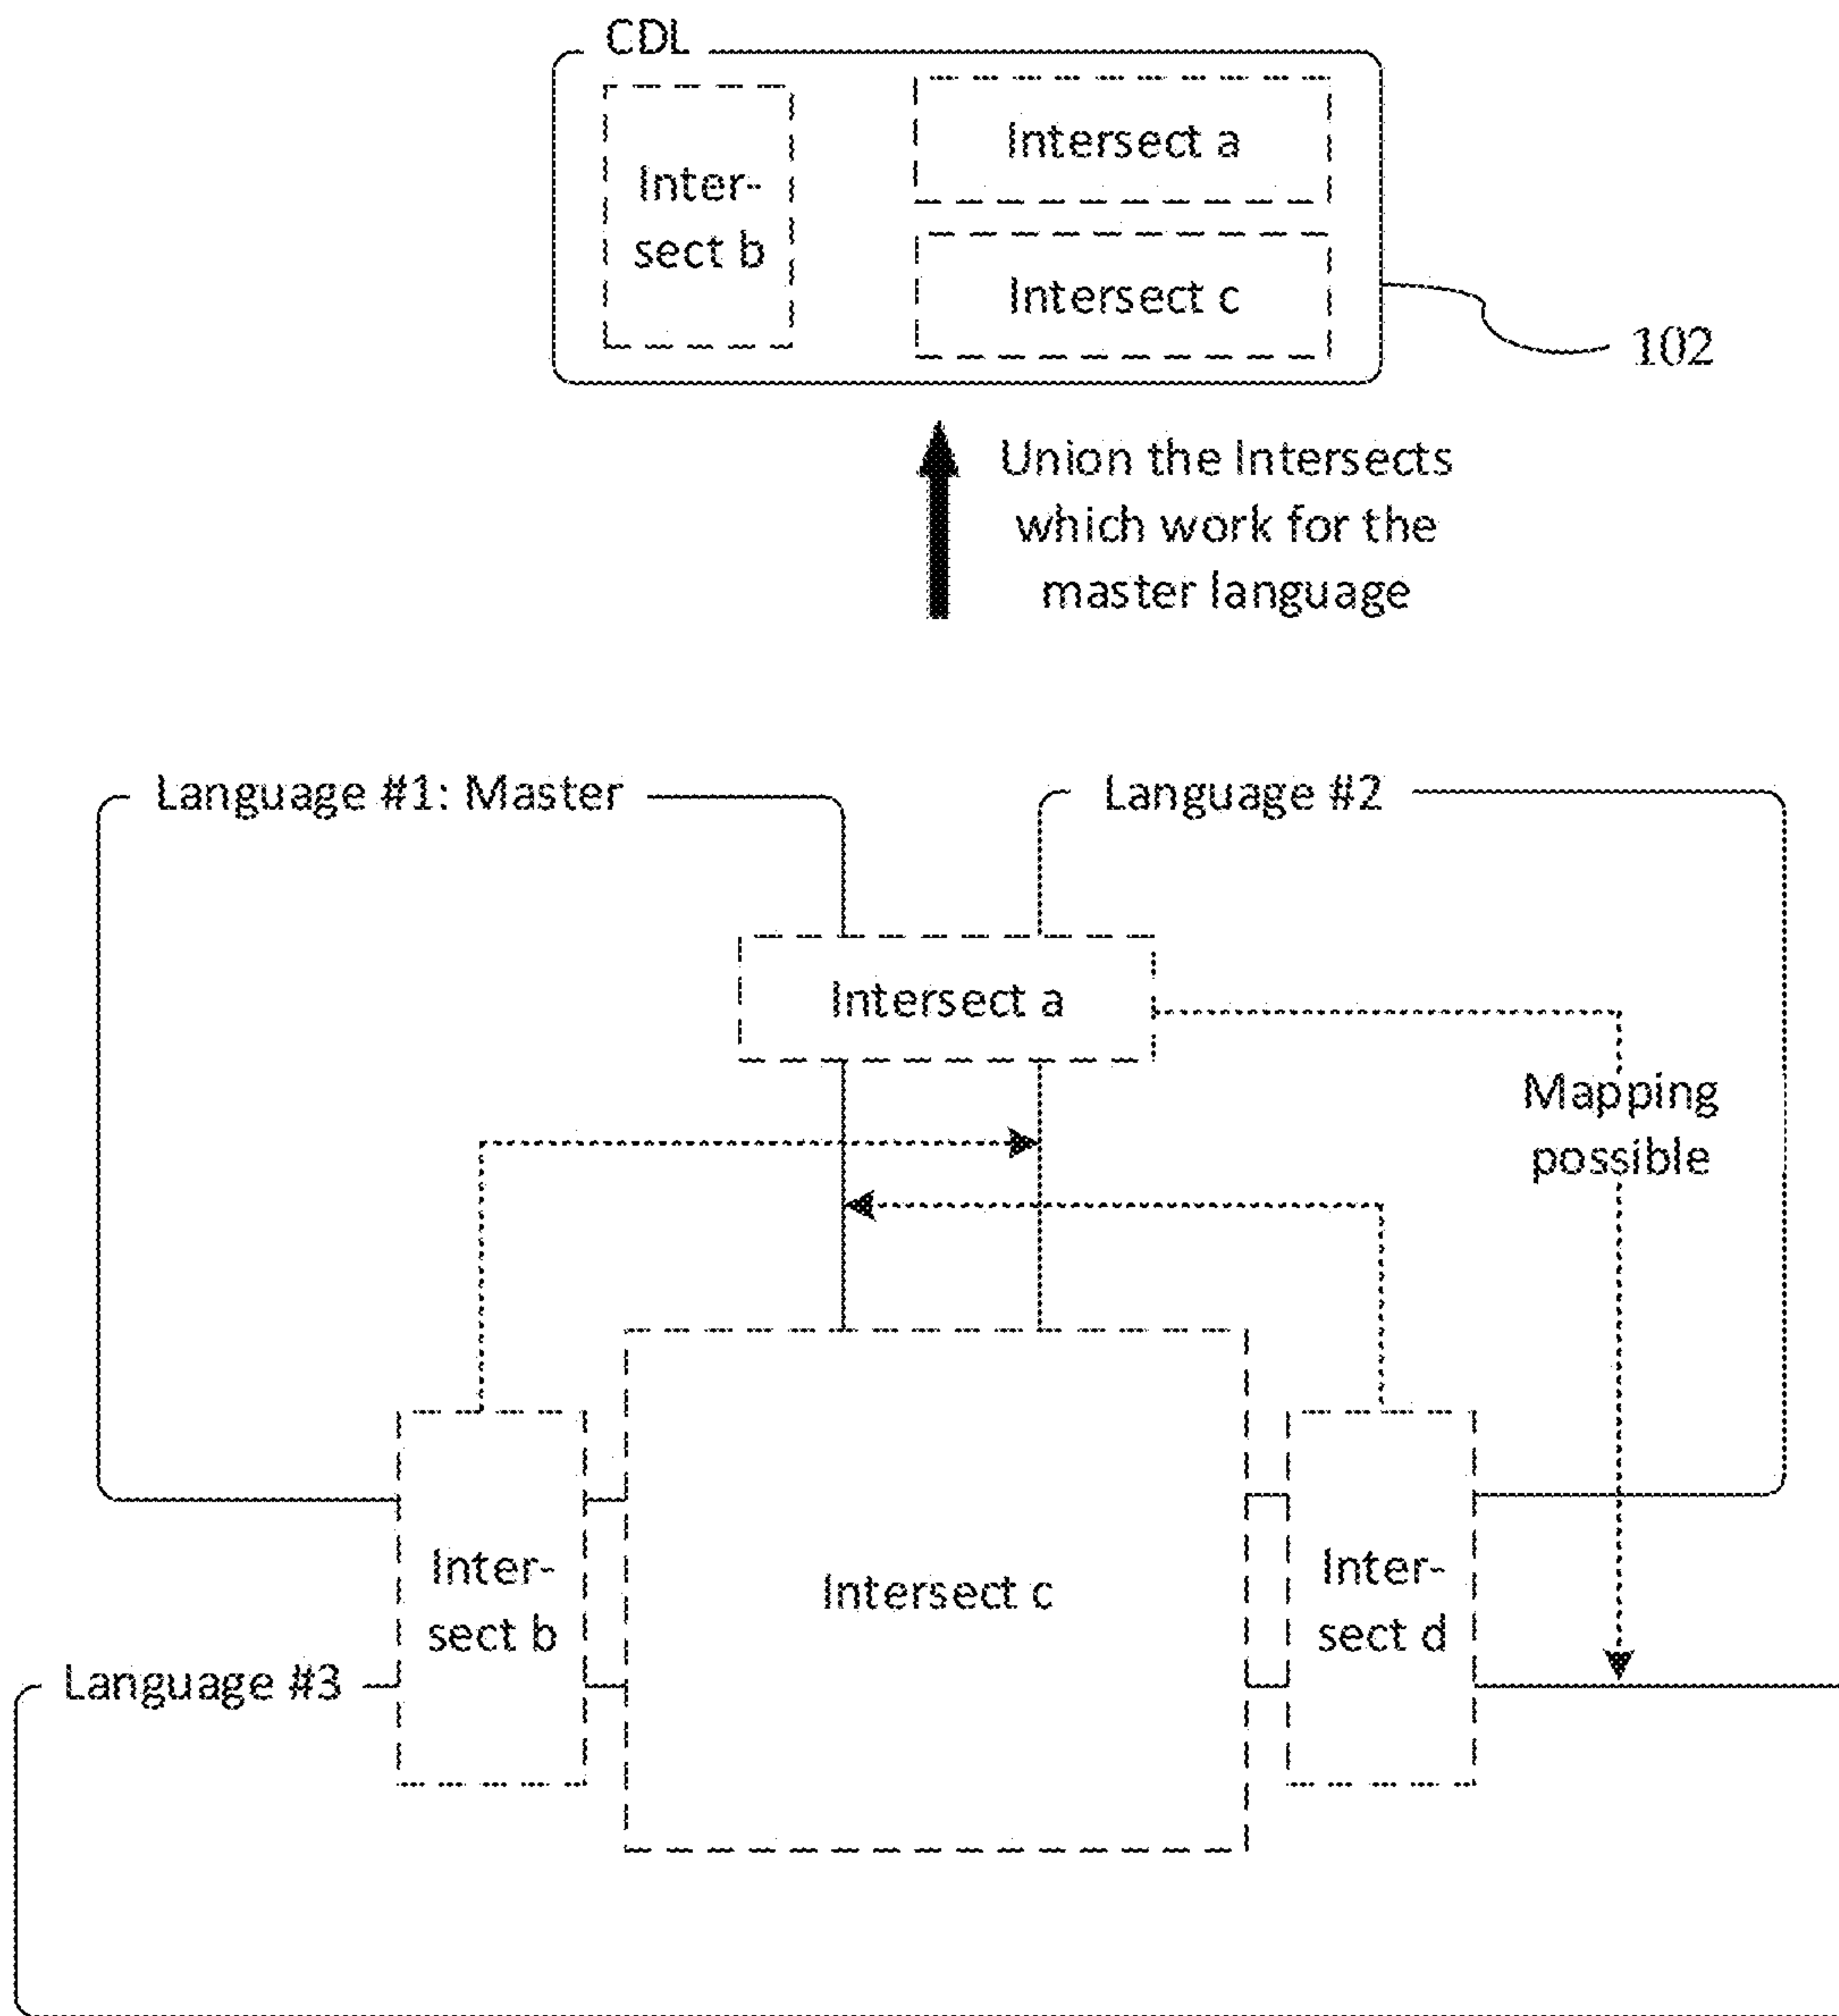 CDL
Intersect a
Inter-
sect b
Intersect c
102
Union the Intersects
which work for the
master language
Language #1: Master
Language #2
Intersect a
Mapping
possible
Inter-
sect b
Intersect c
Inter-
sect d
Language #3